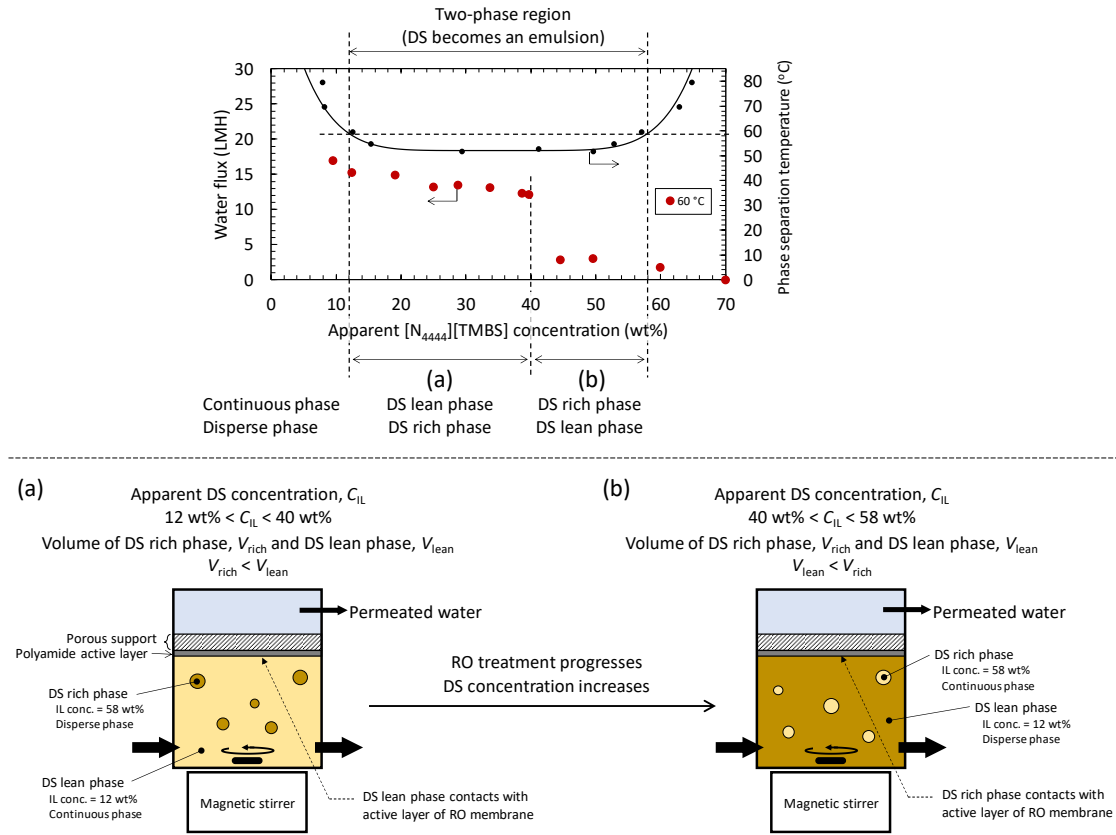 Two-phase region
(DS becomes an emulsion)
Water flux (LMH)
30
25
20
15
10
5
0
80
70
60
50
40
30
20
10
0
Phase separation temperature (°C)
60 °C
0 10 20 30 40 50 60 70
Apparent [N4444][TMBS] concentration (wt%)
(a) (b)
Continuous phase DS lean phase DS rich phase
Disperse phase DS rich phase DS lean phase
(a)
Apparent DS concentration, CIL
12 wt% < CIL < 40 wt%
Volume of DS rich phase, Vrich and DS lean phase, Vlean
Vrich < Vlean
Permeated water
Porous support
Polyamide active layer
DS rich phase
IL conc. = 58 wt%
Disperse phase
DS lean phase
IL conc. = 12 wt%
Continuous phase
Magnetic stirrer
DS lean phase contacts with
active layer of RO membrane
RO treatment progresses
DS concentration increases
(b)
Apparent DS concentration, CIL
40 wt% < CIL < 58 wt%
Volume of DS rich phase, Vrich and DS lean phase, Vlean
Vlean < Vrich
Permeated water
DS rich phase
IL conc. = 58 wt%
Continuous phase
DS lean phase
IL conc. = 12 wt%
Disperse phase
Magnetic stirrer
DS rich phase contacts with
active layer of RO membrane